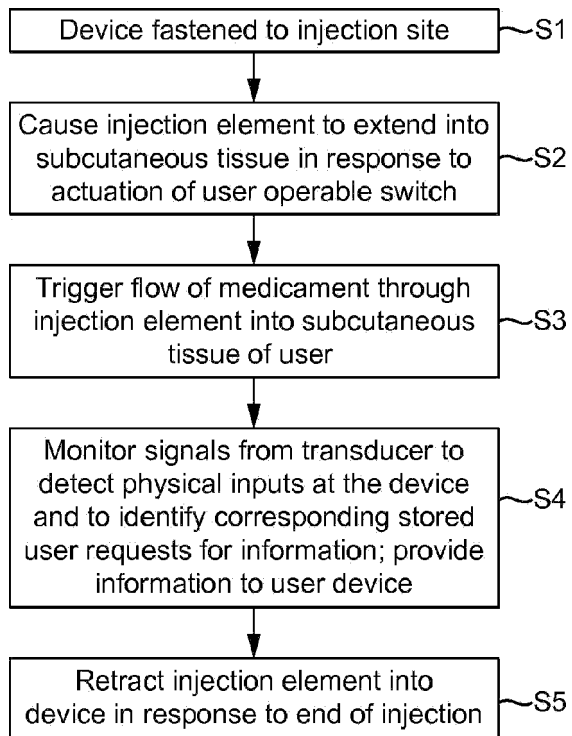 Device fastened to injection site
S1
Cause injection element to extend into
subcutaneous tissue in response to
actuation of user operable switch
S2
Trigger flow of medicament through
injection element into subcutaneous
tissue of user
S3
Monitor signals from transducer to
detect physical inputs at the device
and to identify corresponding stored
user requests for information; provide
information to user device
S4
Retract injection element into
device in response to end of injection
S5